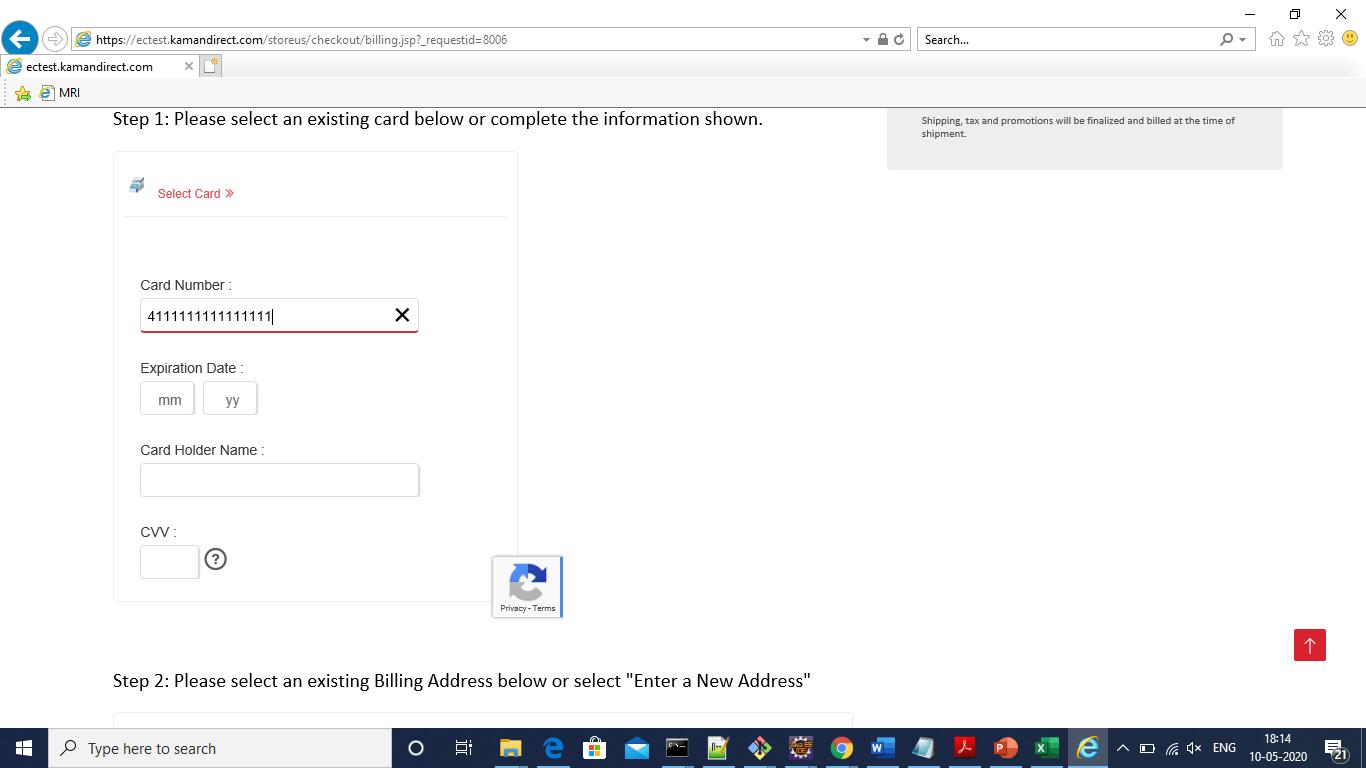 https://ectest.kamandirect.com/storeus/checkout/billing.jsp?_requestid=8006
Search...
ectest.kamandirect.com
MRI
Step 1: Please select an existing card below or complete the information shown.
Shipping, tax and promotions will be finalized and billed at the time of
shipment.
Select Card »
Card Number :
4111111111111111
Expiration Date :
mm yy
Card Holder Name :
CVV :
?
Privacy - Terms
Step 2: Please select an existing Billing Address below or select "Enter a New Address"
Type here to search
ENG
18:14
10-05-2020
21